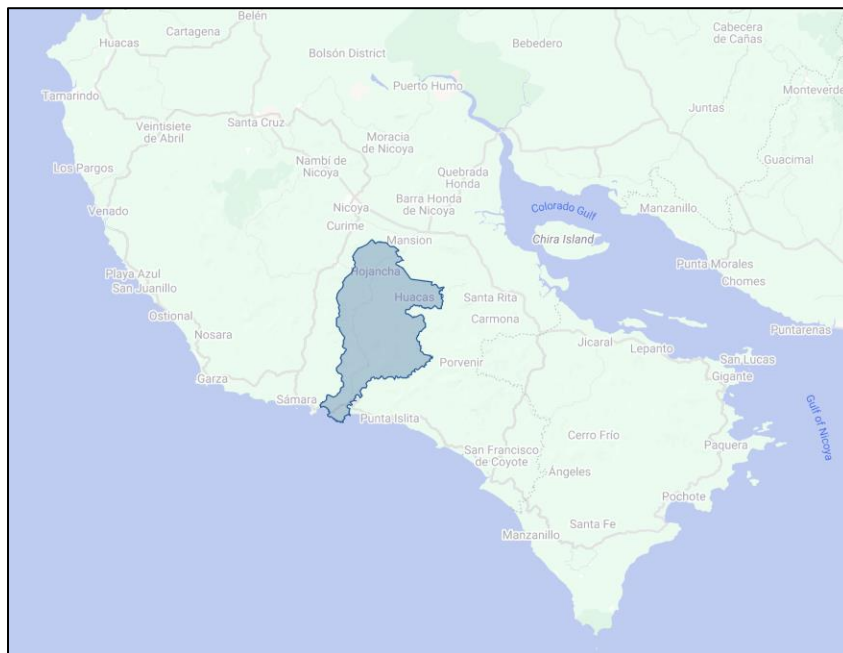 Belén
Huacas
Cartagena
Bolsón District
Bebedero
Cabecera
de Cañas
Tamarindo
Puerto Humo
Monteverde
Veintisiete
de Abril
Santa Cruz
Moracia
de Nicoya
Juntas
Los Pargos
Nambí de
Nicoya
Quebrada
Honda
Guacimal
Venado
Nicoya
Barra Honda
de Nicoya
Colorado Gulf
Manzanillo
Curime
Mansion
Chira Island
Playa Azul
Hojancha
Punta Morales
San Juanillo
Huacas
Santa Rita
Chomes
Ostional
Carmona
Nosara
Puntarenas
Jicaral
Lepanto
Porvenir
San Lucas
Garza
Gigante
Sámara
Punta Islita
Gulf of Nicoya
Cerro Frío
Paquera
San Francisco
de Coyote
Ángeles
Pochote
Santa Fe
Manzanillo